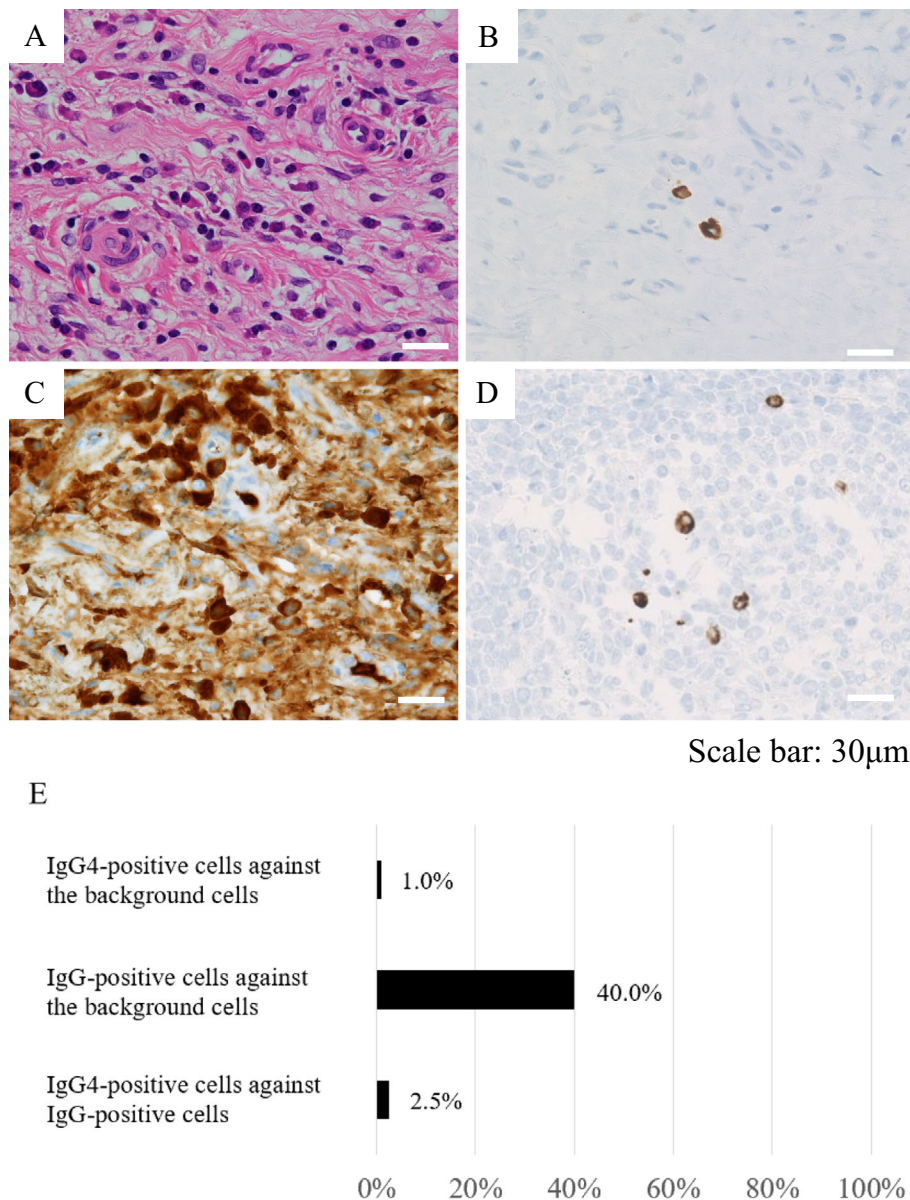 A
B
C
D
Scale bar: 30μm
E
IgG4-positive cells against
the background cells
1.0%
IgG-positive cells against
the background cells
40.0%
IgG4-positive cells against
IgG-positive cells
2.5%
0% 20% 40% 60% 80% 100%